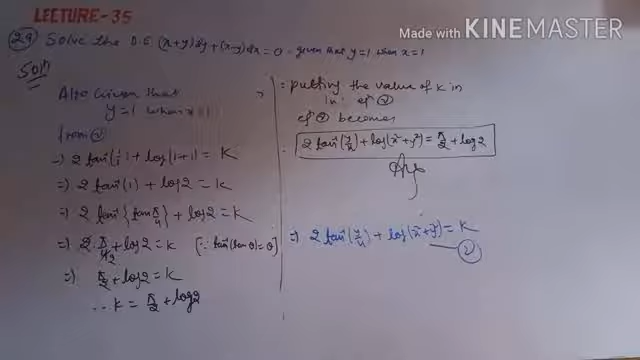 LECTURE-35
Made with KINEMASTER
29 Solve the D.E (x+y)dy+(x-y)dx=0 given that y=1 when x=1
Soln
Also Given that
y=1 when x=1
from (v)
⇒ 2 tan⁻¹(1/1) + log(1+1) = K
⇒ 2 tan⁻¹(1) + log2 = K
⇒ 2 tan⁻¹{tan π/4} + log2 = K
⇒ 2·π/4 2 + log2 = K [∵ tan⁻¹(tan θ) = θ]
⇒ π/2 + log2 = K
∴ K = π/2 + log2
∴ putting the value of K in
in eq (v)
eq (v) becomes
2 tan⁻¹(y/x) + log(x²+y²) = π/2 + log2
Ans
⇒ 2 tan⁻¹(y/x) + log(x²+y²) = K
(v)